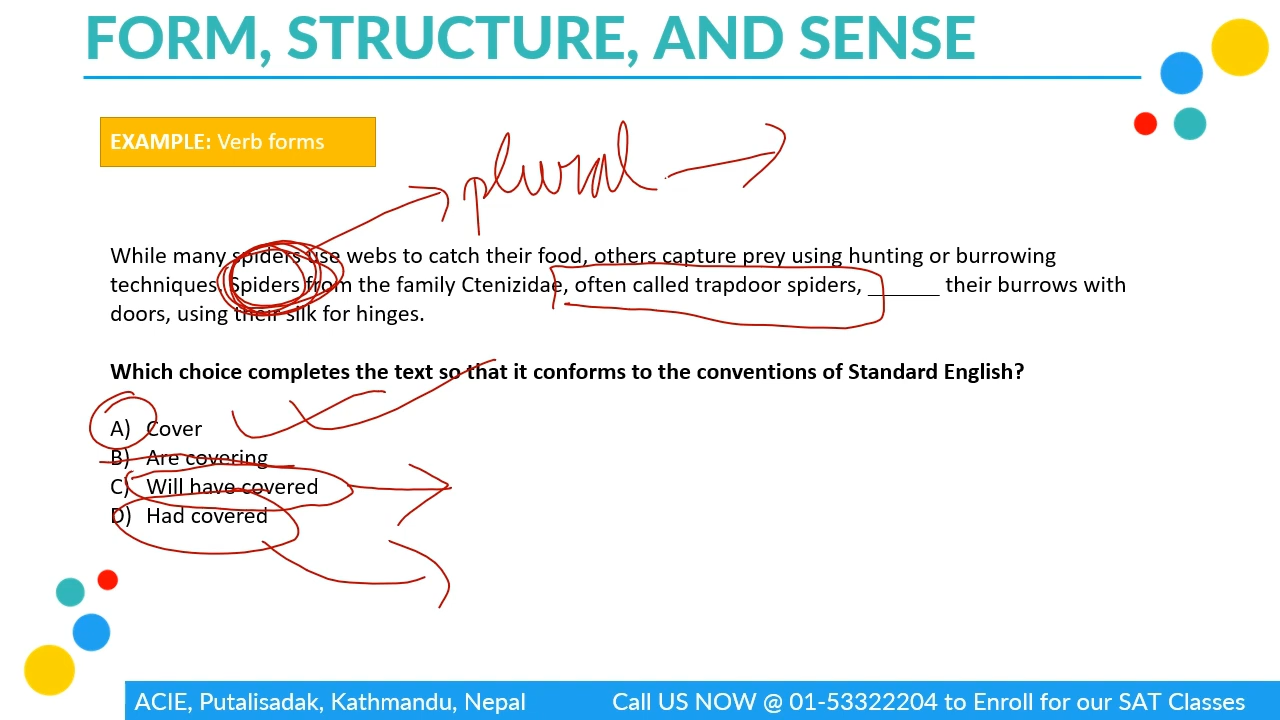 FORM, STRUCTURE, AND SENSE
EXAMPLE: Verb forms
plural
While many spiders use webs to catch their food, others capture prey using hunting or burrowing
techniques. Spiders from the family Ctenizidae, often called trapdoor spiders, _______ their burrows with
doors, using their silk for hinges.
Which choice completes the text so that it conforms to the conventions of Standard English?
A) Cover
B) Are covering
C) Will have covered
D) Had covered
ACIE, Putalisadak, Kathmandu, Nepal Call US NOW @ 01-53322204 to Enroll for our SAT Classes